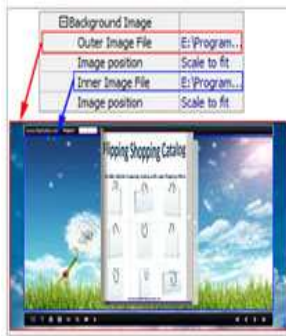 Background Image
Outer Image File E:\Program...
Image position Scale to fit
Inner Image File E:\Program...
Image position Scale to fit
Flipping Shopping Catalog